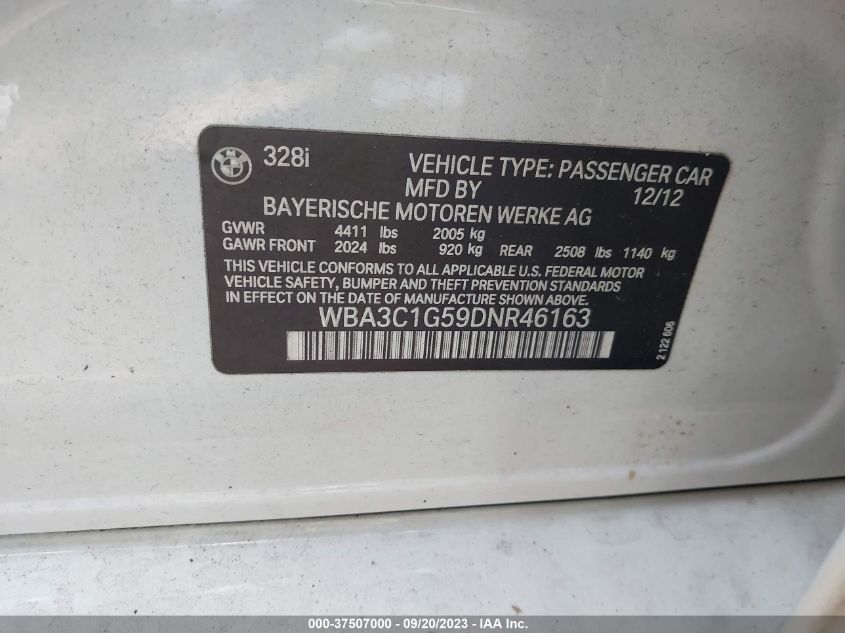 BMW
328i
VEHICLE TYPE: PASSENGER CAR
MFD BY 12/12
BAYERISCHE MOTOREN WERKE AG
GVWR 4411 lbs 2005 kg
GAWR FRONT 2024 lbs 920 kg REAR 2508 lbs 1140 kg
THIS VEHICLE CONFORMS TO ALL APPLICABLE U.S. FEDERAL MOTOR
VEHICLE SAFETY, BUMPER AND THEFT PREVENTION STANDARDS
IN EFFECT ON THE DATE OF MANUFACTURE SHOWN ABOVE.
WBA3C1G59DNR46163
2 122 606
000-37507000 - 09/20/2023 - IAAI.COM